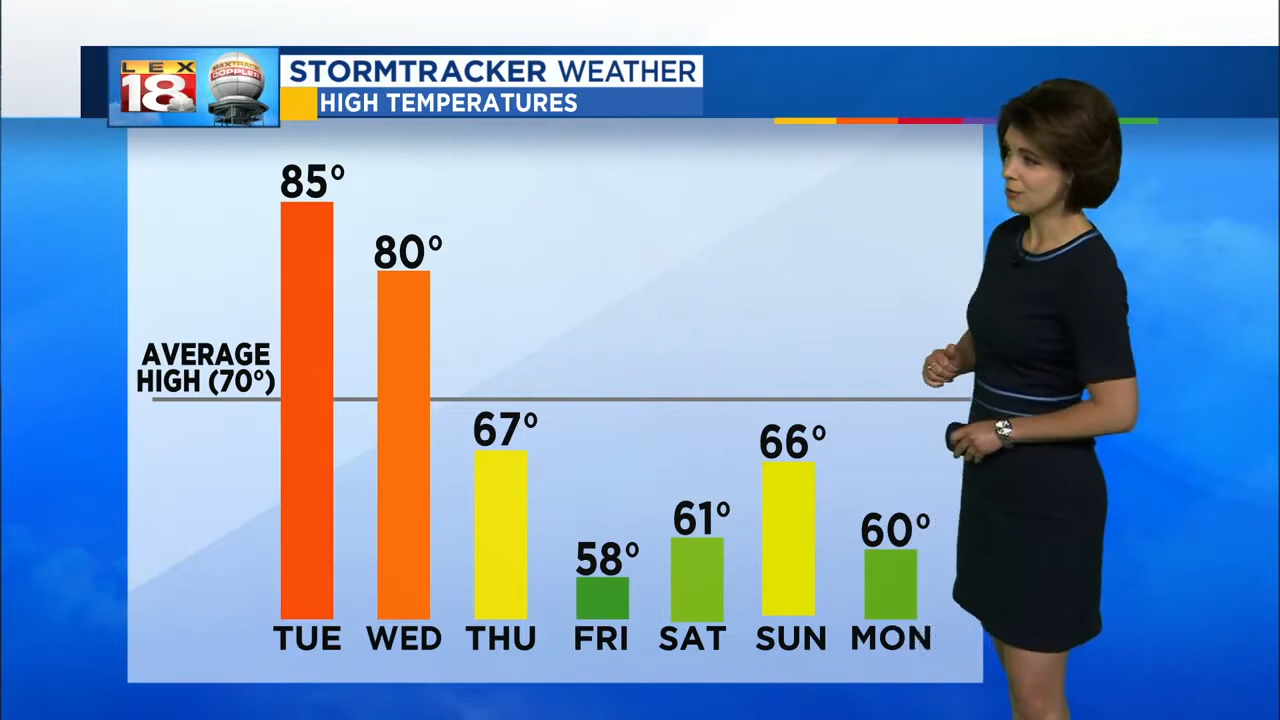 LEX
18
MAXTRACK
DOPPLER
STORMTRACKER WEATHER
HIGH TEMPERATURES
85°
80°
AVERAGE
HIGH (70°)
67°
66°
61°
60°
58°
TUE WED THU FRI SAT SUN MON